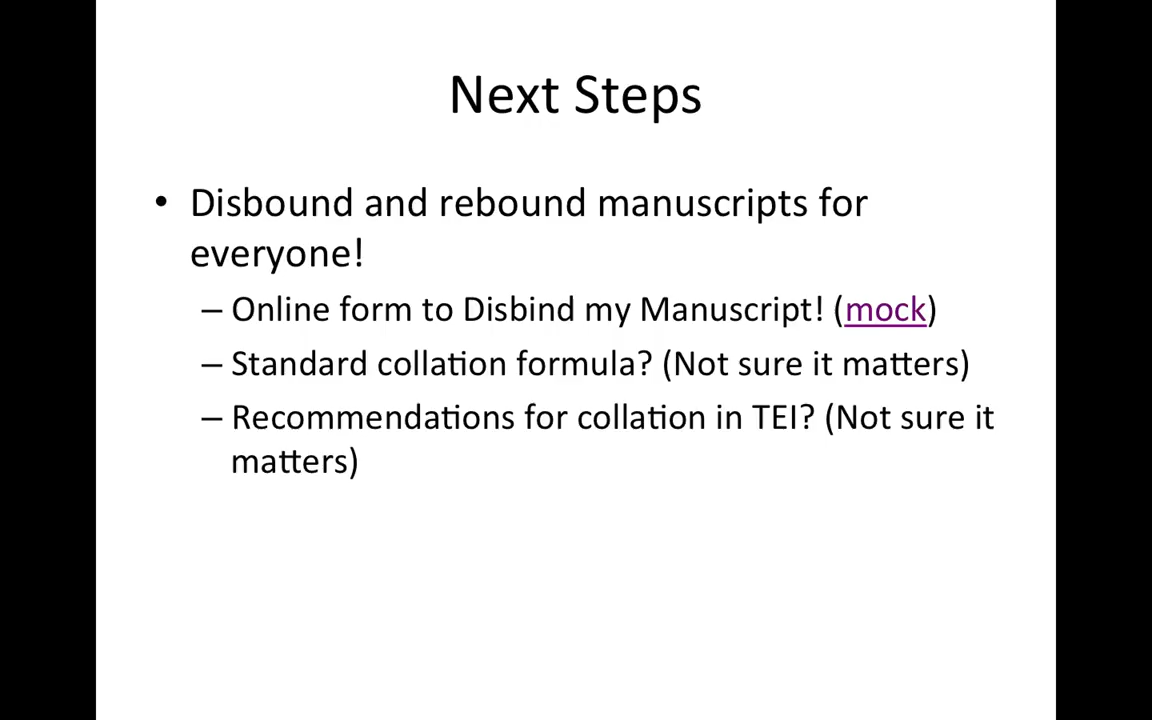 Next Steps
• Disbound and rebound manuscripts for
everyone!
– Online form to Disbind my Manuscript! (mock)
– Standard collation formula? (Not sure it matters)
– Recommendations for collation in TEI? (Not sure it
matters)